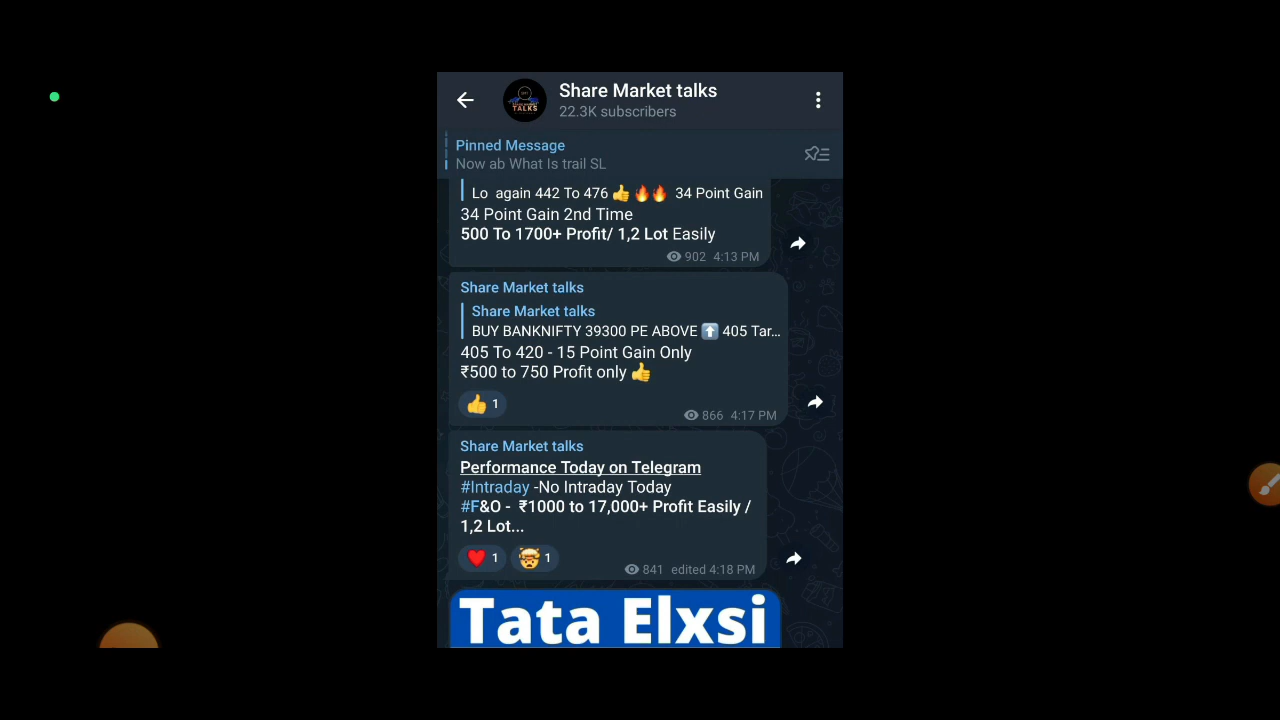 Share Market talks
22.3K subscribers
Pinned Message
Now ab What Is trail SL
Lo again 442 To 476 👍🔥🔥 34 Point Gain
34 Point Gain 2nd Time
500 To 1700+ Profit/ 1,2 Lot Easily
902 4:13 PM
Share Market talks
Share Market talks
BUY BANKNIFTY 39300 PE ABOVE ⬆️ 405 Tar...
405 To 420 - 15 Point Gain Only
₹500 to 750 Profit only 👍
👍 1
866 4:17 PM
Share Market talks
Performance Today on Telegram
#Intraday -No Intraday Today
#F&O - ₹1000 to 17,000+ Profit Easily /
1,2 Lot...
❤️ 1 🤯 1
841 edited 4:18 PM
Tata Elxsi